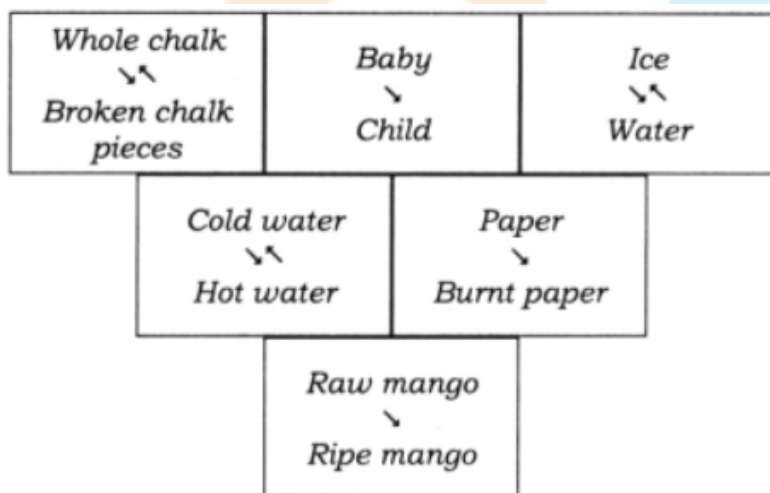 Whole chalk
↘↖
Broken chalk
pieces
Baby
↘
Child
Ice
↘↖
Water
Cold water
↘↖
Hot water
Paper
↘
Burnt paper
Raw mango
↘
Ripe mango